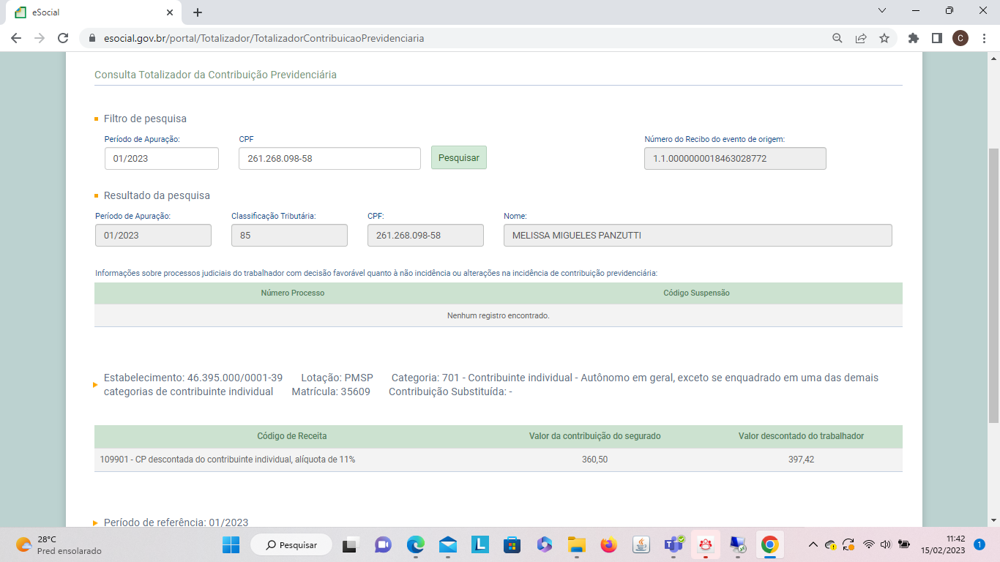 eSocial
esocial.gov.br/portal/Totalizador/TotalizadorContribuicaoPrevidenciaria
C
Consulta Totalizador da Contribuição Previdenciária
Filtro de pesquisa
Período de Apuração: CPF Número do Recibo do evento de origem:
01/2023 261.268.098-58 Pesquisar 1.1.0000000018463028772
Resultado da pesquisa
Período de Apuração: Classificação Tributária: CPF: Nome:
01/2023 85 261.268.098-58 MELISSA MIGUELES PANZUTTI
Informações sobre processos judiciais do trabalhador com decisão favorável quanto à não incidência ou alterações na incidência de contribuição previdenciária:
Número Processo Código Suspensão
Nenhum registro encontrado.
Estabelecimento: 46.395.000/0001-39 Lotação: PMSP Categoria: 701 - Contribuinte individual - Autônomo em geral, exceto se enquadrado em uma das demais
categorias de contribuinte individual Matrícula: 35609 Contribuição Substituída: -
Código de Receita Valor da contribuição do segurado Valor descontado do trabalhador
109901 - CP descontada do contribuinte individual, alíquota de 11% 360,50 397,42
Período de referência: 01/2023
28°C
Pred ensolarado
Pesquisar
L
11:42
15/02/2023
1